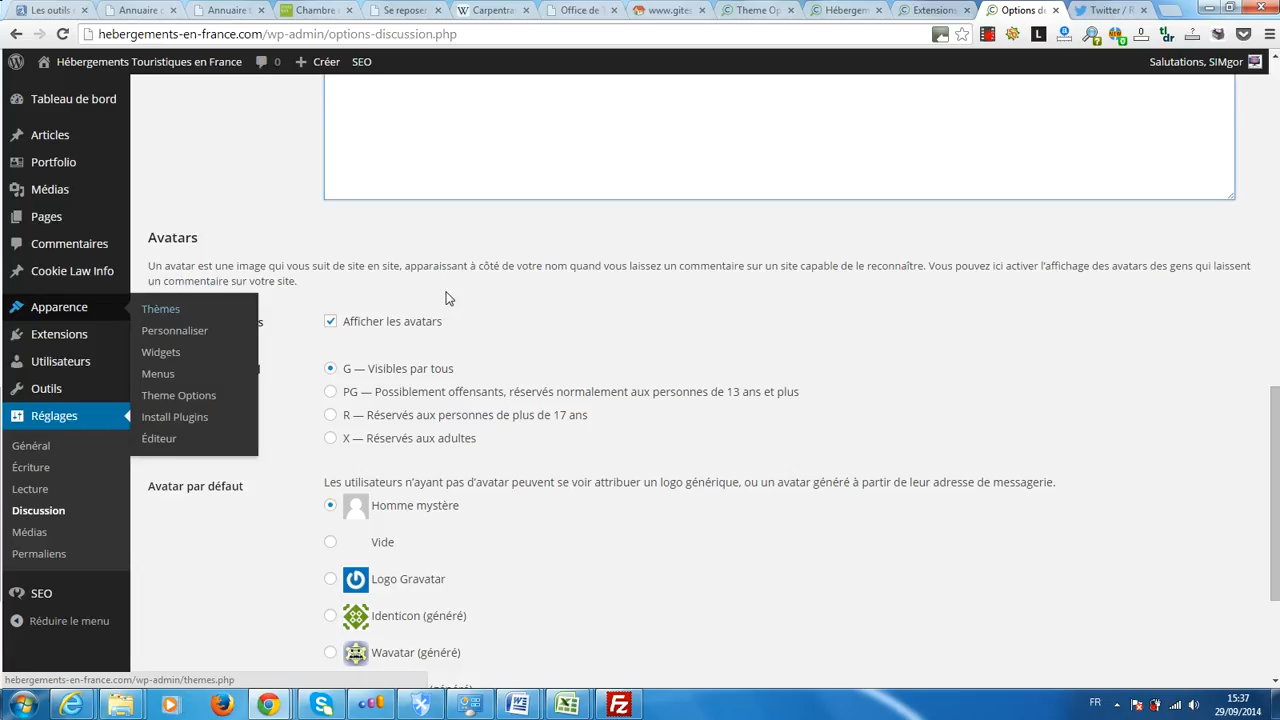 Les outils d
Annuaire d
Annuaire t
Chambre
Se repose
Carpentra
Office de T
www.gites
Theme Op
Héberge
Extensions
Options d
Twitter / R
hebergements-en-france.com/wp-admin/options-discussion.php
Hébergements Touristiques en France
0
Créer
SEO
Salutations, SIMgor
Tableau de bord
Articles
Portfolio
Médias
Pages
Commentaires
Cookie Law Info
Apparence
Extensions
Utilisateurs
Outils
Réglages
Général
Écriture
Lecture
Discussion
Médias
Permaliens
SEO
Réduire le menu
Thèmes
Personnaliser
Widgets
Menus
Theme Options
Install Plugins
Éditeur
Avatars
Un avatar est une image qui vous suit de site en site, apparaissant à côté de votre nom quand vous laissez un commentaire sur un site capable de le reconnaître. Vous pouvez ici activer l'affichage des avatars des gens qui laissent
un commentaire sur votre site.
Afficher les avatars
G — Visibles par tous
PG — Possiblement offensants, réservés normalement aux personnes de 13 ans et plus
R — Réservés aux personnes de plus de 17 ans
X — Réservés aux adultes
Avatar par défaut
Les utilisateurs n'ayant pas d'avatar peuvent se voir attribuer un logo générique, ou un avatar généré à partir de leur adresse de messagerie.
Homme mystère
Vide
Logo Gravatar
Identicon (généré)
Wavatar (généré)
hebergements-en-france.com/wp-admin/themes.php
FR
15:37
29/09/2014